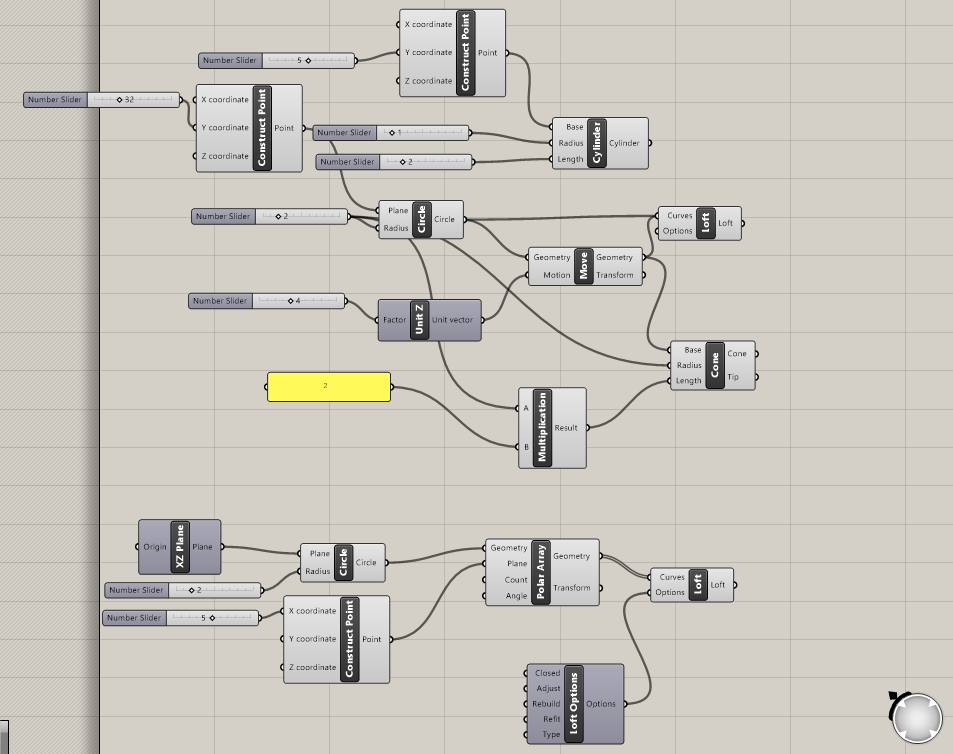 X coordinate
Y coordinate
Z coordinate
Construct Point
Point
Number Slider 5
Number Slider 32
X coordinate
Y coordinate
Z coordinate
Construct Point
Point
Number Slider 1
Number Slider 2
Base
Radius
Length
Cylinder
Cylinder
Number Slider 2
Plane
Radius
Circle
Circle
Curves
Options
Loft
Loft
Geometry
Motion
Move
Geometry
Transform
Number Slider 4
Factor
Unit Z
Unit vector
Base
Radius
Length
Cone
Cone
Tip
2
A
B
Multiplication
Result
Origin
XZ Plane
Plane
Plane
Radius
Circle
Circle
Number Slider 2
Number Slider 5
X coordinate
Y coordinate
Z coordinate
Construct Point
Point
Geometry
Plane
Count
Angle
Polar Array
Geometry
Transform
Curves
Options
Loft
Loft
Closed
Adjust
Rebuild
Refit
Type
Loft Options
Options